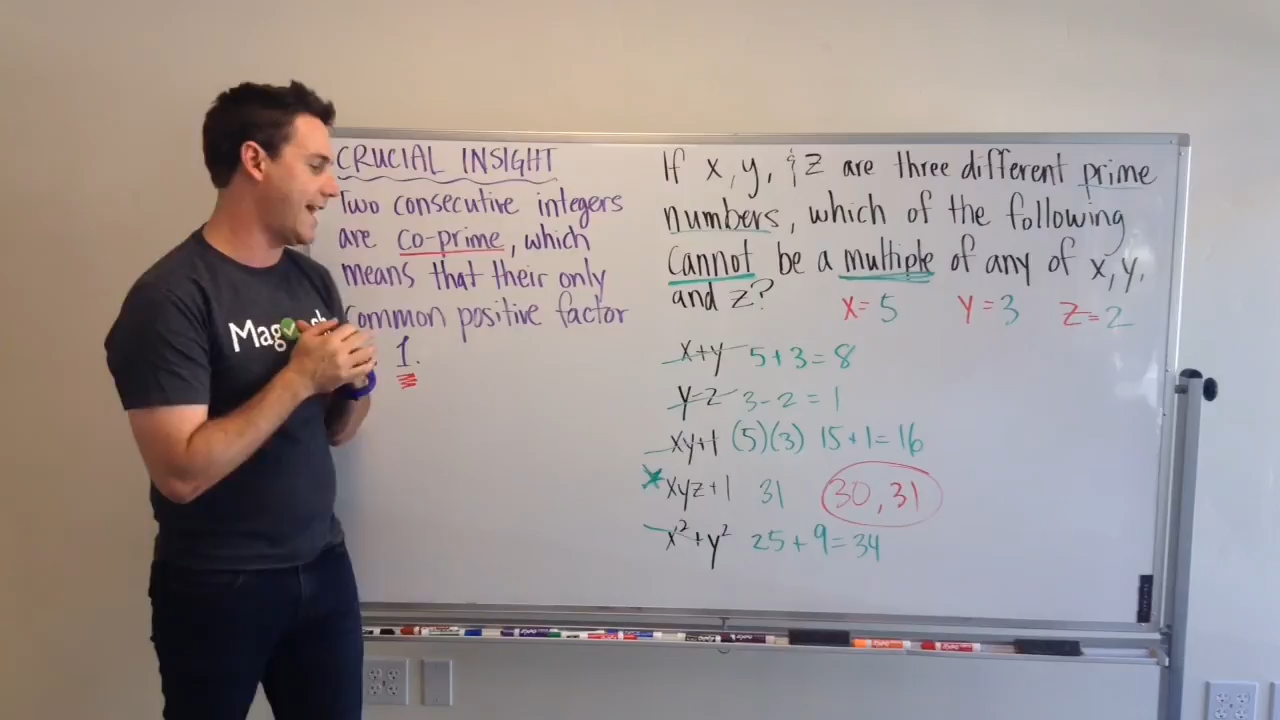 CRUCIAL INSIGHT
Two consecutive integers
are co-prime, which
means that their only
common positive factor
1.
If x, y, & z are three different prime
numbers, which of the following
cannot be a multiple of any of x, y,
and z?
x=5 y=3 z=2
x+y 5+3=8
y-z 3-2=1
xy+1 (5)(3) 15+1=16
xyz+1 31 30, 31
x²+y² 25+9=34